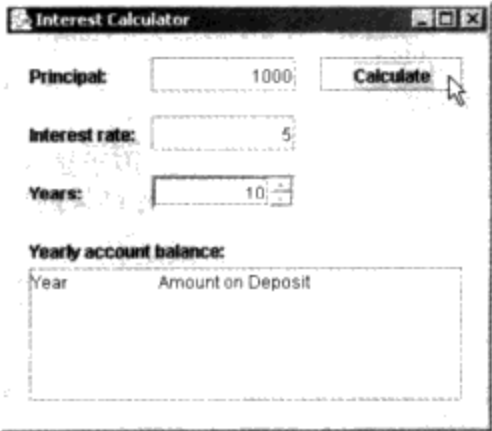 Interest Calculator
Principal: 1000 Calculate
Interest rate: 5
Years: 10
Yearly account balance:
Year Amount on Deposit